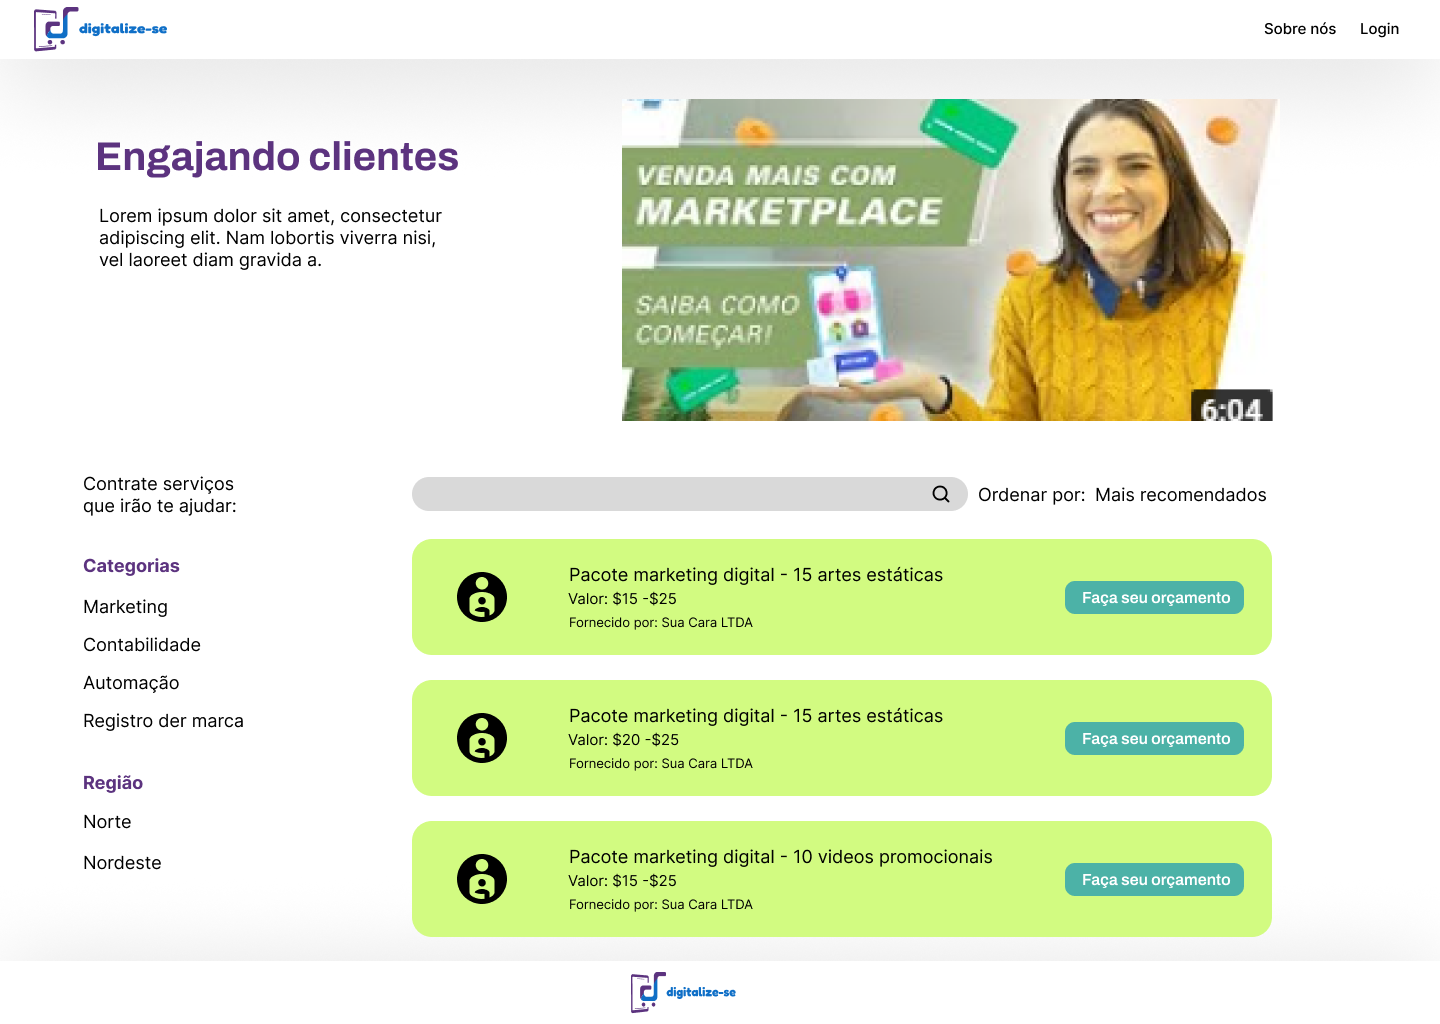 digitalize-se
Sobre nós
Login
Engajando clientes
Lorem ipsum dolor sit amet, consectetur
adipiscing elit. Nam lobortis viverra nisi,
vel laoreet diam gravida a.
VENDA MAIS COM
MARKETPLACE
SAIBA COMO
COMEÇAR!
6:04
Contrate serviços
que irão te ajudar:
Categorias
Marketing
Contabilidade
Automação
Registro der marca
Região
Norte
Nordeste
Ordenar por: Mais recomendados
Pacote marketing digital - 15 artes estáticas
Valor: $15 -$25
Fornecido por: Sua Cara LTDA
Faça seu orçamento
Pacote marketing digital - 15 artes estáticas
Valor: $20 -$25
Fornecido por: Sua Cara LTDA
Faça seu orçamento
Pacote marketing digital - 10 videos promocionais
Valor: $15 -$25
Fornecido por: Sua Cara LTDA
Faça seu orçamento
digitalize-se